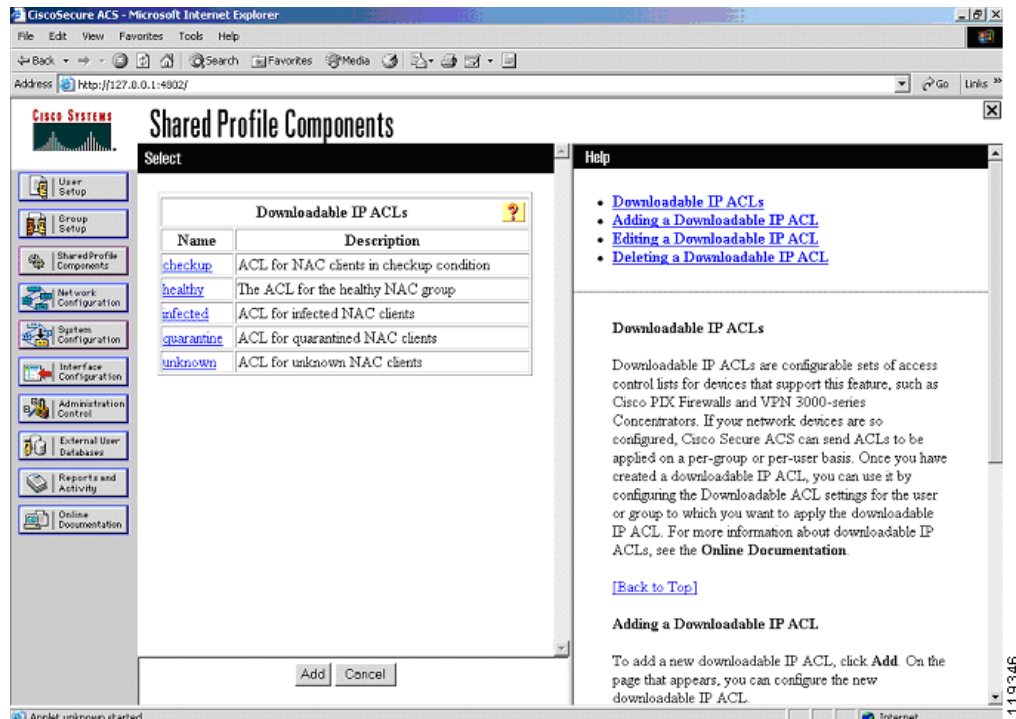 CiscoSecure ACS - Microsoft Internet Explorer
File Edit View Favorites Tools Help
Back Search Favorites Media
Address http://127.0.0.1:4802/ Go Links »
CISCO SYSTEMS
Shared Profile Components
User Setup
Group Setup
Shared Profile Components
Network Configuration
System Configuration
Interface Configuration
Administration Control
External User Databases
Reports and Activity
Online Documentation
Select
Downloadable IP ACLs ?
Name Description
checkup ACL for NAC clients in checkup condition
healthy The ACL for the healthy NAC group
infected ACL for infected NAC clients
quarantine ACL for quarantined NAC clients
unknown ACL for unknown NAC clients
Add Cancel
Help
• Downloadable IP ACLs
• Adding a Downloadable IP ACL
• Editing a Downloadable IP ACL
• Deleting a Downloadable IP ACL
Downloadable IP ACLs
Downloadable IP ACLs are configurable sets of access
control lists for devices that support this feature, such as
Cisco PIX Firewalls and VPN 3000-series
Concentrators. If your network devices are so
configured, Cisco Secure ACS can send ACLs to be
applied on a per-group or per-user basis. Once you have
created a downloadable IP ACL, you can use it by
configuring the Downloadable ACL settings for the user
or group to which you want to apply the downloadable
IP ACL. For more information about downloadable IP
ACLs, see the Online Documentation.
[Back to Top]
Adding a Downloadable IP ACL
To add a new downloadable IP ACL, click Add. On the
page that appears, you can configure the new
downloadable IP ACL.
Applet unknown started Internet
119346